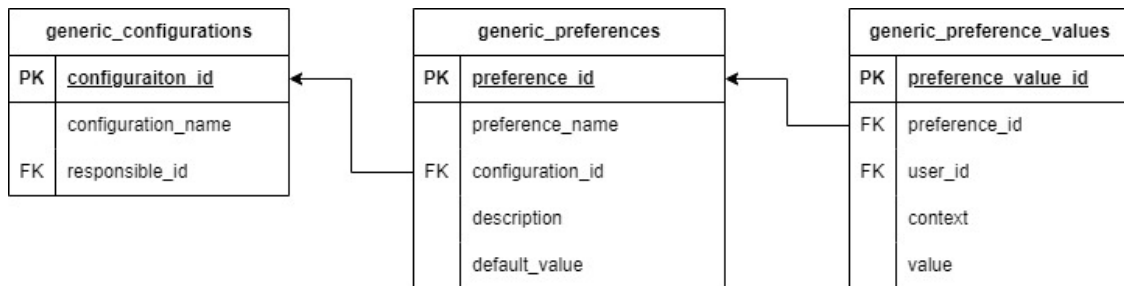 generic_configurations
PK configuraiton_id
configuration_name
FK responsible_id
generic_preferences
PK preference_id
preference_name
FK configuration_id
description
default_value
generic_preference_values
PK preference_value_id
FK preference_id
FK user_id
context
value